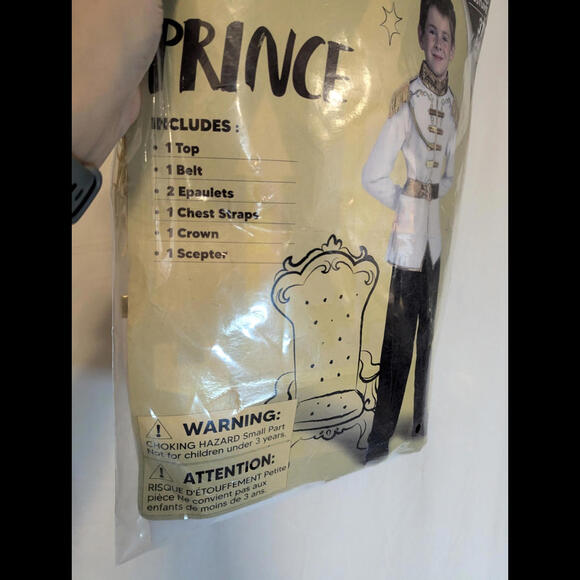 PRINCE
INCLUDES :
• 1 Top
• 1 Belt
• 2 Epaulets
• 1 Chest Straps
• 1 Crown
• 1 Scepter
WARNING:
CHOKING HAZARD Small Part
Not for children under 3 years.
ATTENTION:
RISQUE D'ÉTOUFFEMENT Petite
pièce Ne convient pas aux
enfants de moins de 3 ans.